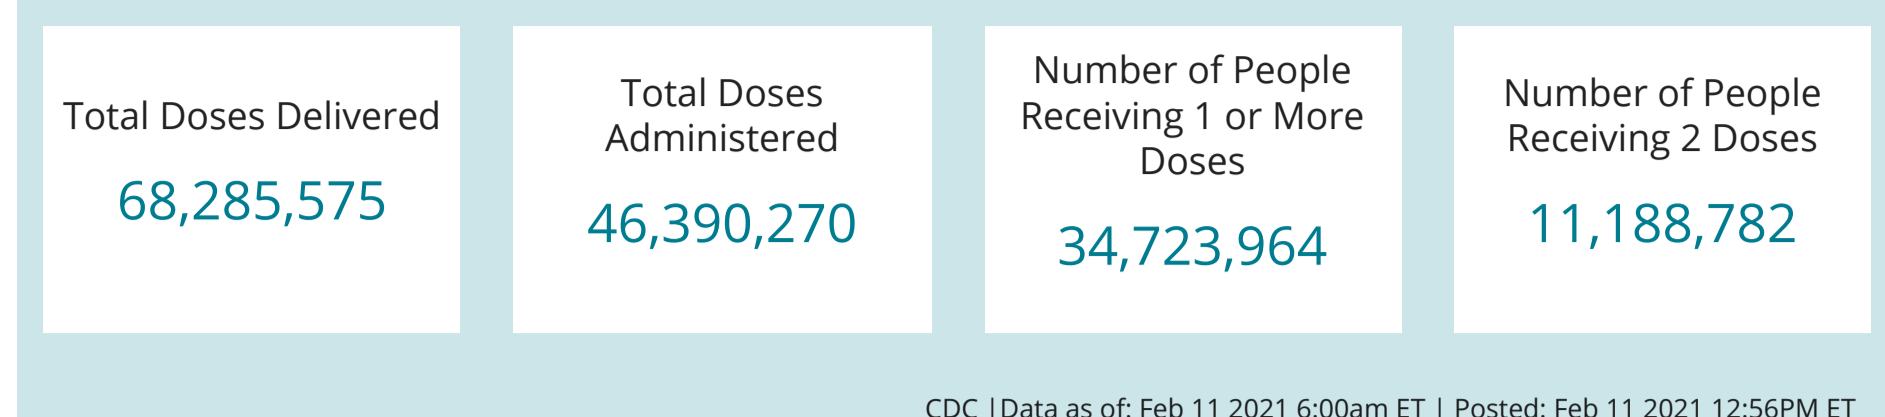 Total Doses Delivered
68,285,575
Total Doses
Administered
46,390,270
Number of People
Receiving 1 or More
Doses
34,723,964
Number of People
Receiving 2 Doses
11,188,782
CDC |Data as of: Feb 11 2021 6:00am ET | Posted: Feb 11 2021 12:56PM ET